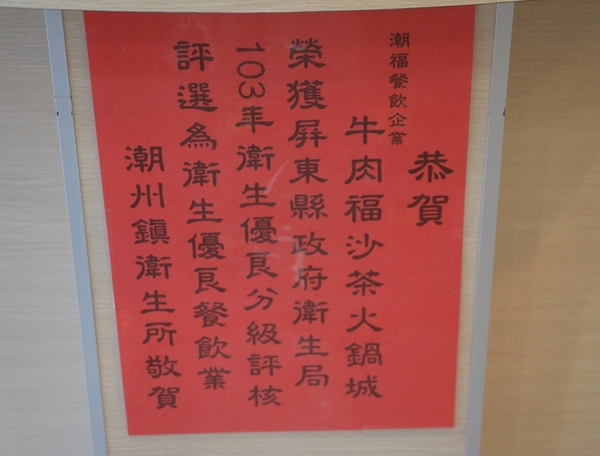 恭賀
潮福餐飲企業
牛肉福沙茶火鍋城
榮獲屏東縣政府衛生局
103年衛生優良分級評核
評選為衛生優良餐飲業
潮州鎮衛生所敬賀